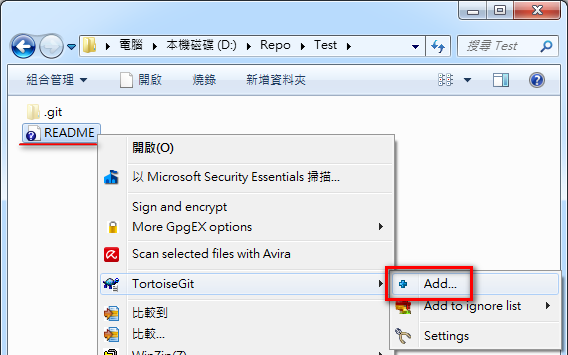 電腦 ▸ 本機磁碟 (D:) ▸ Repo ▸ Test ▸
搜尋 Test
組合管理 ▼ 開啟 燒錄 新增資料夾
.git
README
開啟(O)
以 Microsoft Security Essentials 掃描...
Sign and encrypt
More GpgEX options
Scan selected files with Avira
TortoiseGit
Add...
比較到
Add to ignore list
比較...
Settings
WinZip(Z)